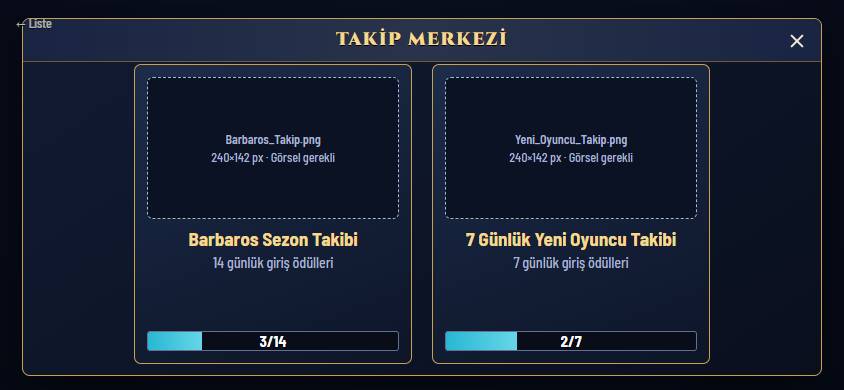 ← Liste
TAKİP MERKEZİ
Barbaros_Takip.png
240×142 px · Görsel gerekli
Barbaros Sezon Takibi
14 günlük giriş ödülleri
3/14
Yeni_Oyuncu_Takip.png
240×142 px · Görsel gerekli
7 Günlük Yeni Oyuncu Takibi
7 günlük giriş ödülleri
2/7